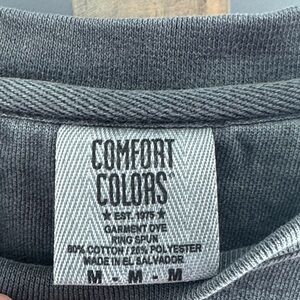 COMFORT
COLORS®
★ EST. 1975 ★
GARMENT DYE
RING SPUN
80% COTTON / 20% POLYESTER
MADE IN EL SALVADOR
M - M - M